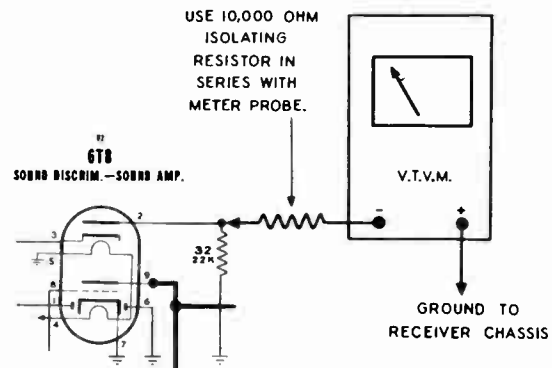 USE 10,000 OHM
ISOLATING
RESISTOR IN
SERIES WITH
METER PROBE.
V.T.V.M.
-
+
GROUND TO
RECEIVER CHASSIS
6T8
SOUND DISCRIM.—SOUND AMP.
2
3
5
32
22K
8
9
1
6
4
7